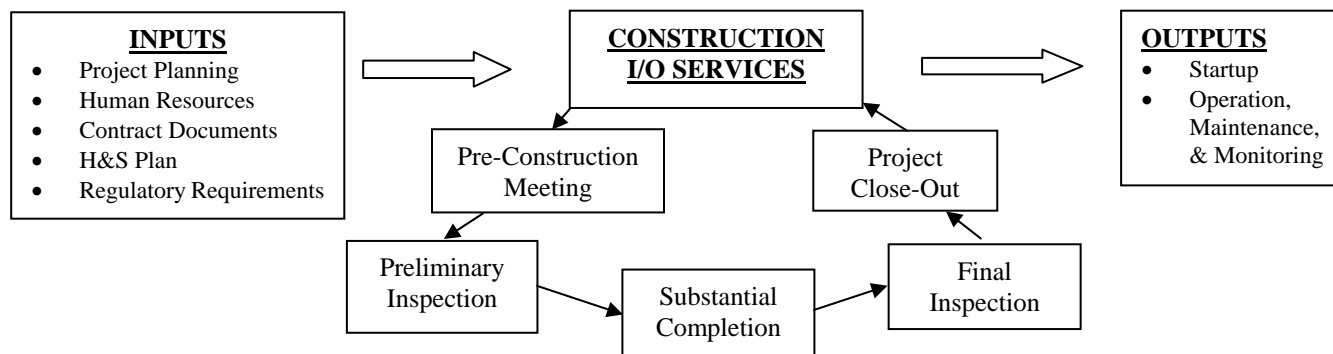 INPUTS
• Project Planning
• Human Resources
• Contract Documents
• H&S Plan
• Regulatory Requirements
CONSTRUCTION
I/O SERVICES
OUTPUTS
• Startup
• Operation,
Maintenance,
& Monitoring
Pre-Construction
Meeting
Project
Close-Out
Preliminary
Inspection
Substantial
Completion
Final
Inspection